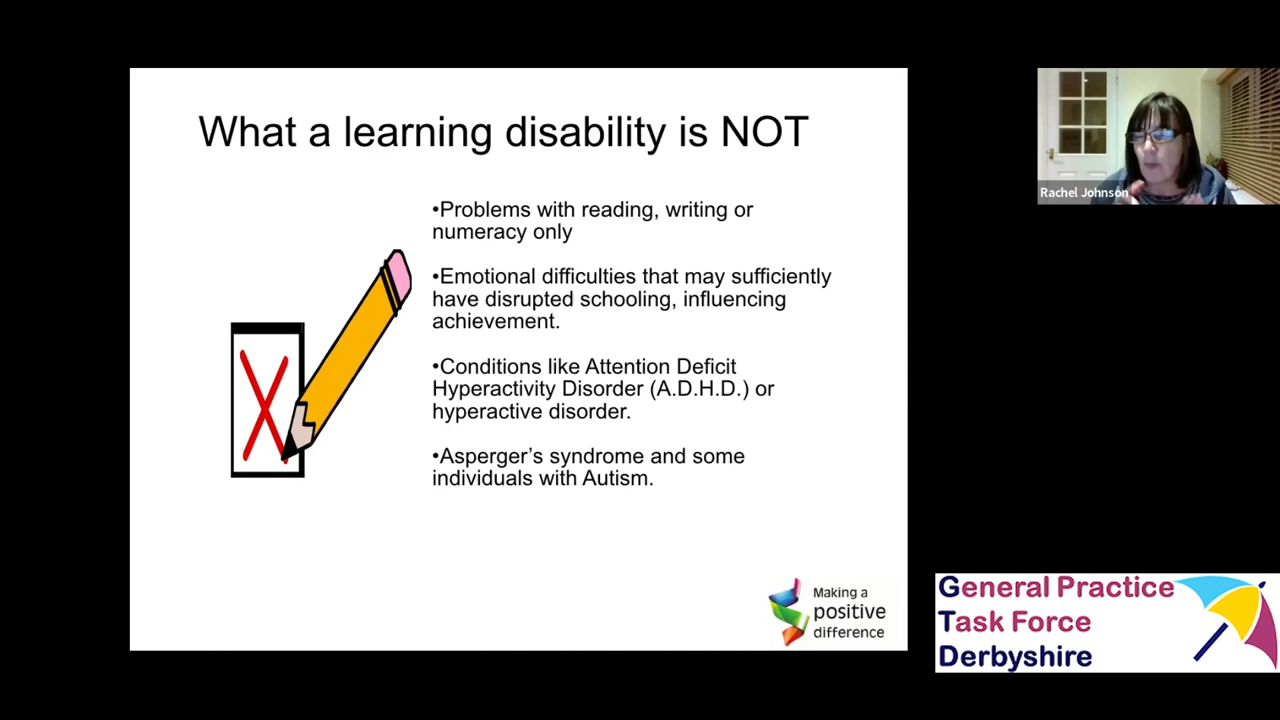 What a learning disability is NOT
•Problems with reading, writing or
numeracy only
•Emotional difficulties that may sufficiently
have disrupted schooling, influencing
achievement.
•Conditions like Attention Deficit
Hyperactivity Disorder (A.D.H.D.) or
hyperactive disorder.
•Asperger’s syndrome and some
individuals with Autism.
Making a
positive
difference
Rachel Johnson
General Practice
Task Force
Derbyshire